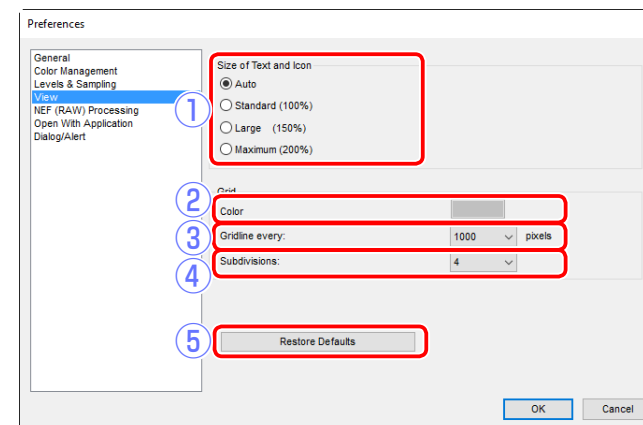 Preferences
General
Color Management
Levels & Sampling
View
NEF (RAW) Processing
Open With Application
Dialog/Alert
Size of Text and Icon
① Auto
Standard (100%)
Large (150%)
Maximum (200%)
Grid
② Color
③ Gridline every: 1000 pixels
④ Subdivisions: 4
⑤ Restore Defaults
OK Cancel